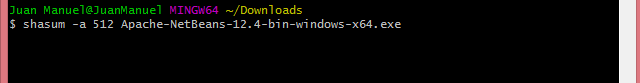 Juan Manuel@JuanManuel MINGW64 ~/Downloads
$ shasum -a 512 Apache-NetBeans-12.4-bin-windows-x64.exe